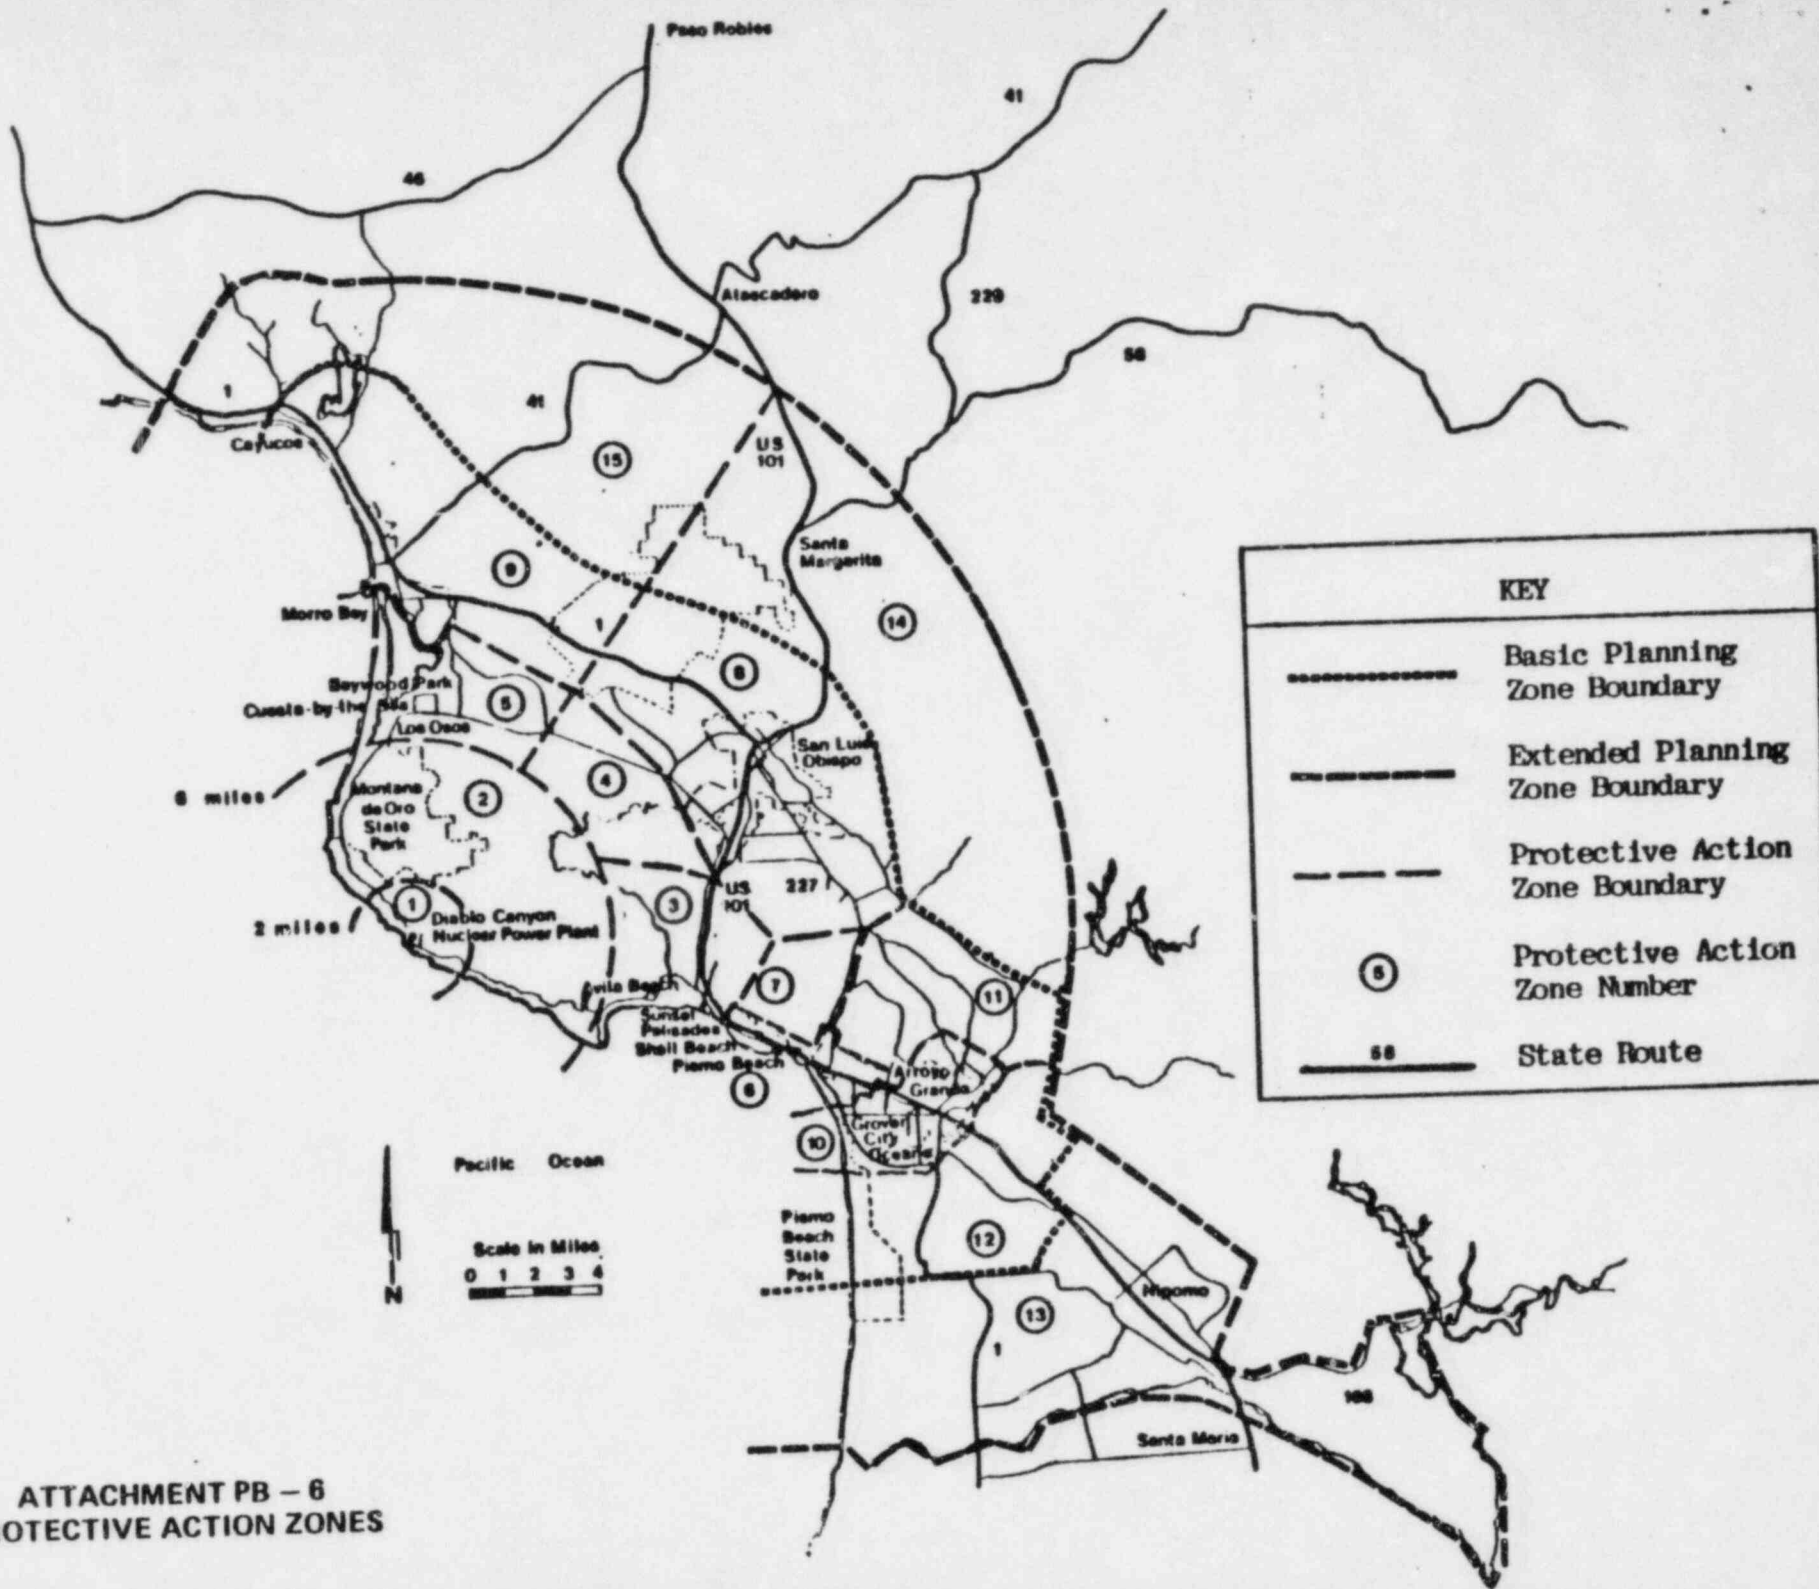 Paso Robles
41
46
Atascadero
229
58
1
41
Cayucos
15
US
101
Santa
Margarita
9
14
Morro Bay
1
8
Baywood Park
Cuesta-by-the Sea
5
Los Osos
San Luis
Obispo
6 miles
4
2
Montana
de Oro
State
Park
US
101
227
1
3
2 miles
Diablo Canyon
Nuclear Power Plant
Avila Beach
7
11
Sunset
Palisades
Shell Beach
Pismo Beach
6
Arroyo
Grande
10
Grover
City
Oceano
Pacific Ocean
Pismo
Beach
State
Park
12
Scale in Miles
0 1 2 3 4
N
Nipomo
13
1
166
Santa Maria
KEY
Basic Planning
Zone Boundary
Extended Planning
Zone Boundary
Protective Action
Zone Boundary
5
Protective Action
Zone Number
58
State Route
ATTACHMENT PB – 6
OTECTIVE ACTION ZONES